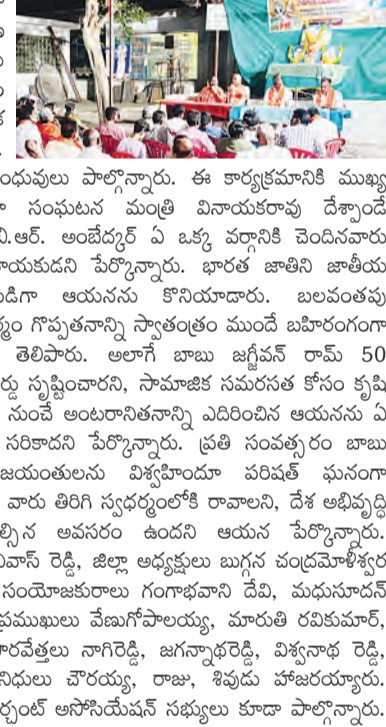 ంధువులు పాల్గొన్నారు. ఈ కార్యక్రమానికి ముఖ్య
సంఘటన మంత్రి వినాయకరావు దేశ్పాండే
వి.ఆర్. అంబేద్కర్ ఏ ఒక్క వర్గానికి చెందినవారు
యకుడని పేర్కొన్నారు. భారత జాతిని జాతీయ
డిగా ఆయనను కొనియాడారు. బలవంతపు
ర్మం గొప్పతనాన్ని స్వాతంత్రం ముందే బహిరంగంగా
తెలిపారు. అలాగే బాబు జగ్జీవన్ రామ్ 50
ర్డు సృష్టించారని, సామాజిక సమరసత కోసం కృషి
నుంచే అంటరానితనాన్ని ఎదిరించిన ఆయనను ఏ
సరికాదని పేర్కొన్నారు. ప్రతి సంవత్సరం బాబు
జయంతులను విశ్వహిందూ పరిషత్ ఘనంగా
వారు తిరిగి స్వధర్మంలోకి రావాలని, దేశ అభివృద్ధి
ల్సిన అవసరం ఉందని ఆయన పేర్కొన్నారు.
వాస్ రెడ్డి, జిల్లా అధ్యక్షులు బుగ్గన చంద్రమౌళీశ్వర
సంయోజకురాలు గంగాభవాని దేవి, మధుసూదన్
ప్రముఖులు వేణుగోపాలయ్య, మారుతి రవికుమార్,
రవేత్తలు నాగిరెడ్డి, జగన్నాథరెడ్డి, విశ్వనాథ రెడ్డి,
నిధులు చౌరయ్య, రాజు, శివుడు హాజరయ్యారు.
ర్చంట్ అసోసియేషన్ సభ్యులు కూడా పాల్గొన్నారు.